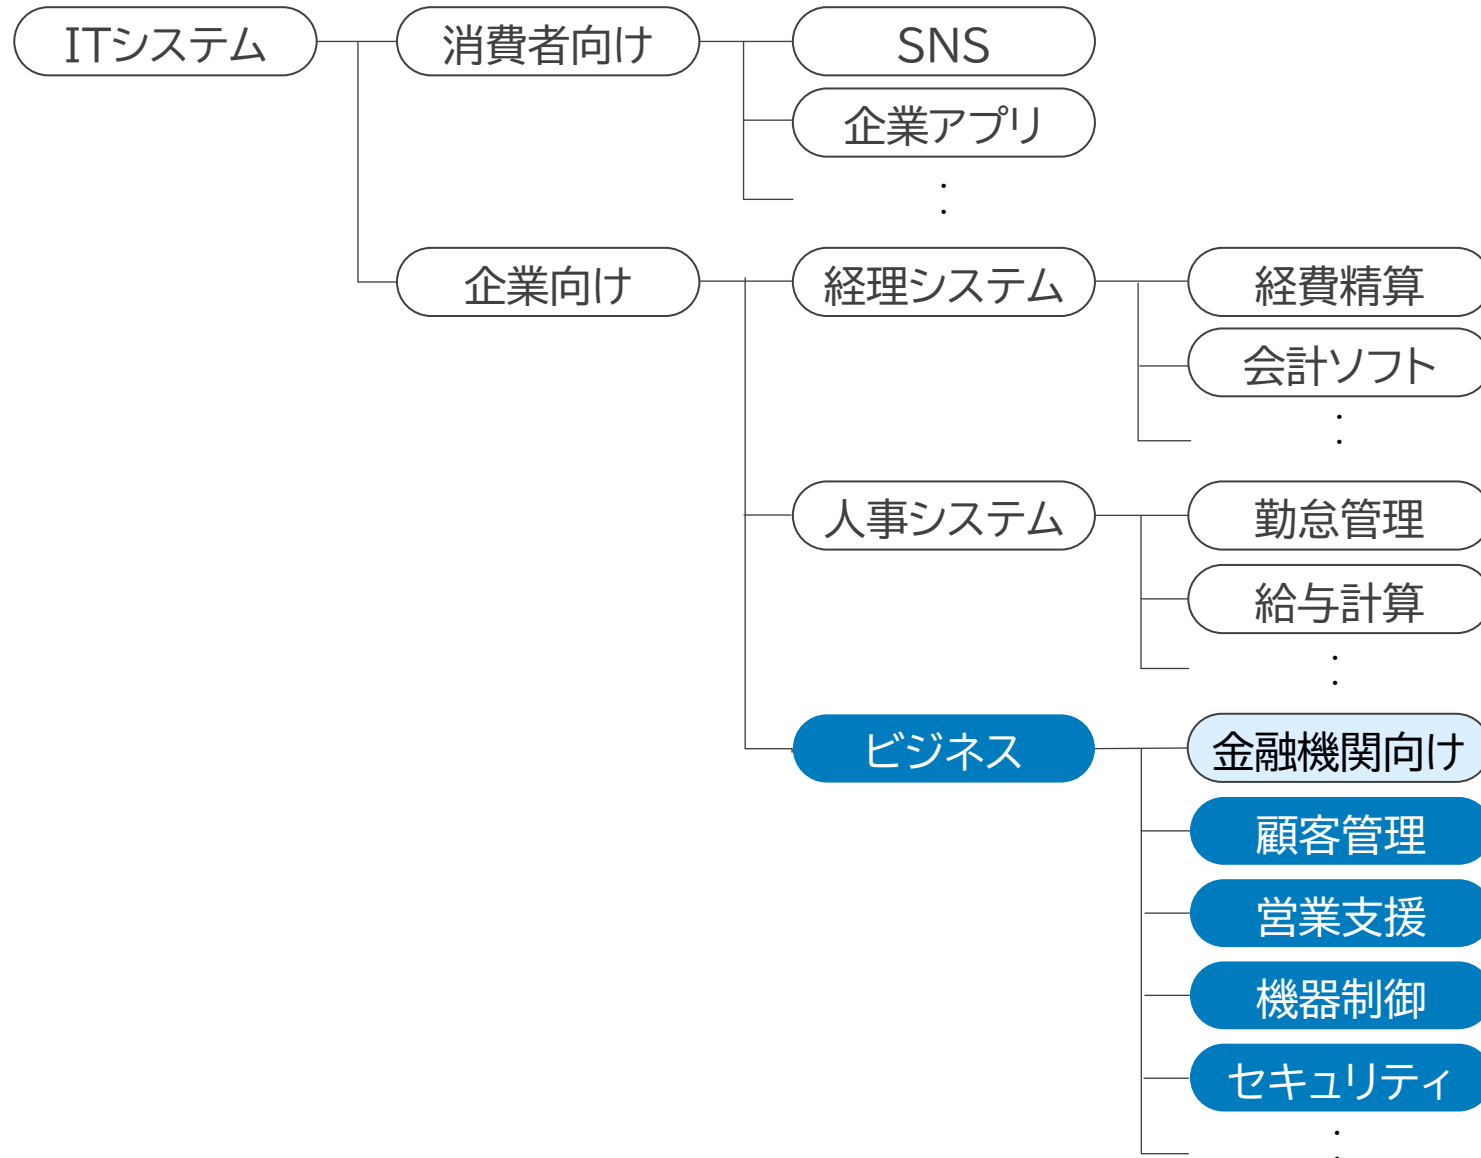 ITシステム
消費者向け
SNS
企業アプリ
：
企業向け
経理システム
経費精算
会計ソフト
：
人事システム
勤怠管理
給与計算
：
ビジネス
金融機関向け
顧客管理
営業支援
機器制御
セキュリティ
：